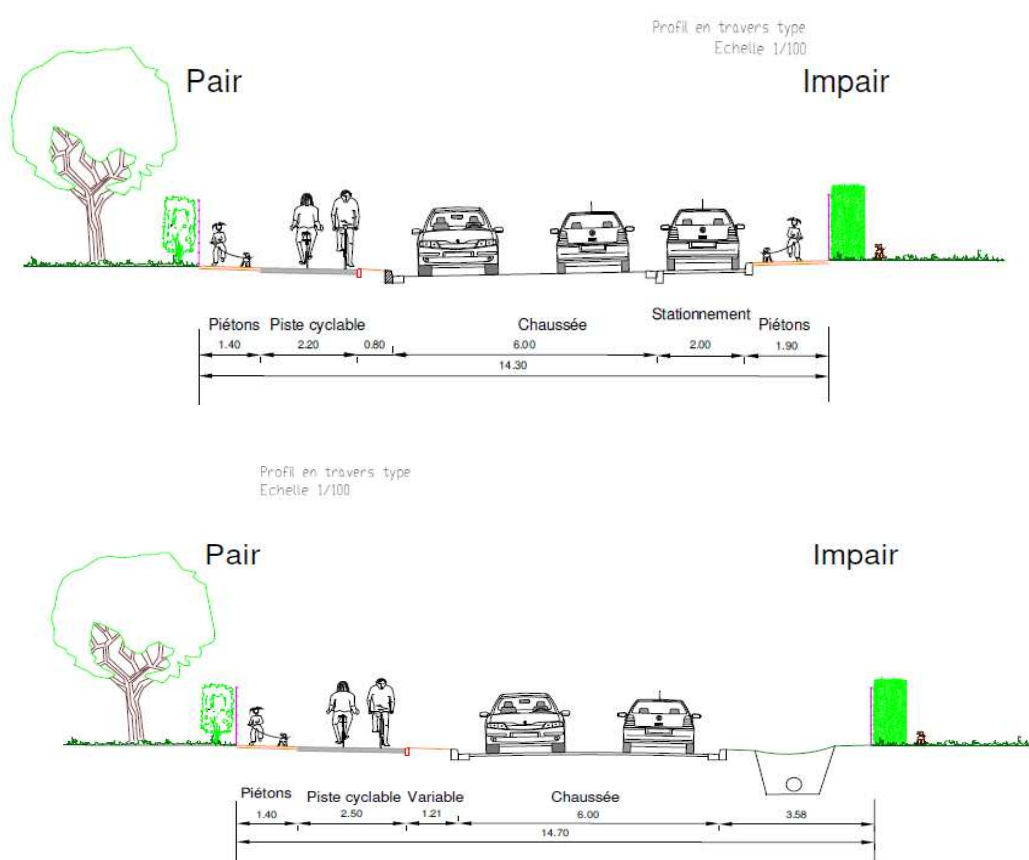 Profil en travers type
Echelle 1/100
Pair
Impair
Piétons
Piste cyclable
Chaussée
Stationnement
Piétons
1.40
2.20
0.80
6.00
2.00
1.90
14.30
Profil en travers type
Echelle 1/100
Pair
Impair
Piétons
Piste cyclable
Variable
Chaussée
1.40
2.50
1.21
6.00
3.58
14.70